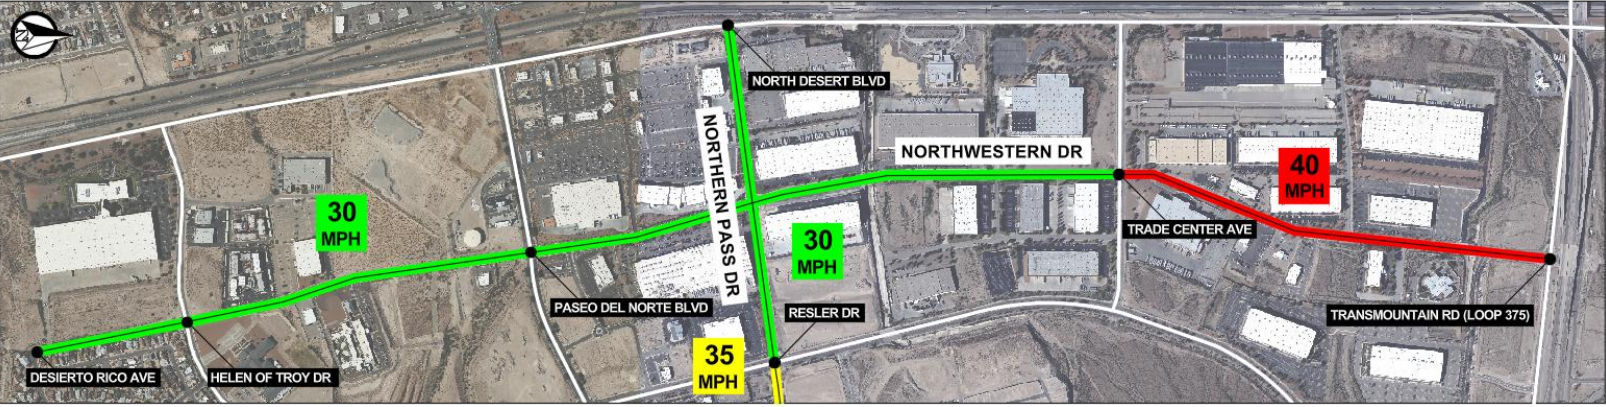 N
NORTH DESERT BLVD
NORTHERN PASS DR
NORTHWESTERN DR
40
MPH
30
MPH
30
MPH
TRADE CENTER AVE
PASEO DEL NORTE BLVD
RESLER DR
TRANSMOUNTAIN RD (LOOP 375)
35
MPH
DESIERTO RICO AVE
HELEN OF TROY DR